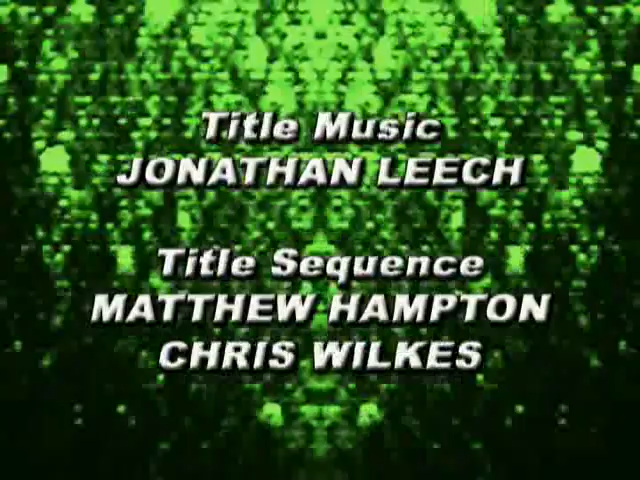 Title Music
JONATHAN LEECH
Title Sequence
MATTHEW HAMPTON
CHRIS WILKES